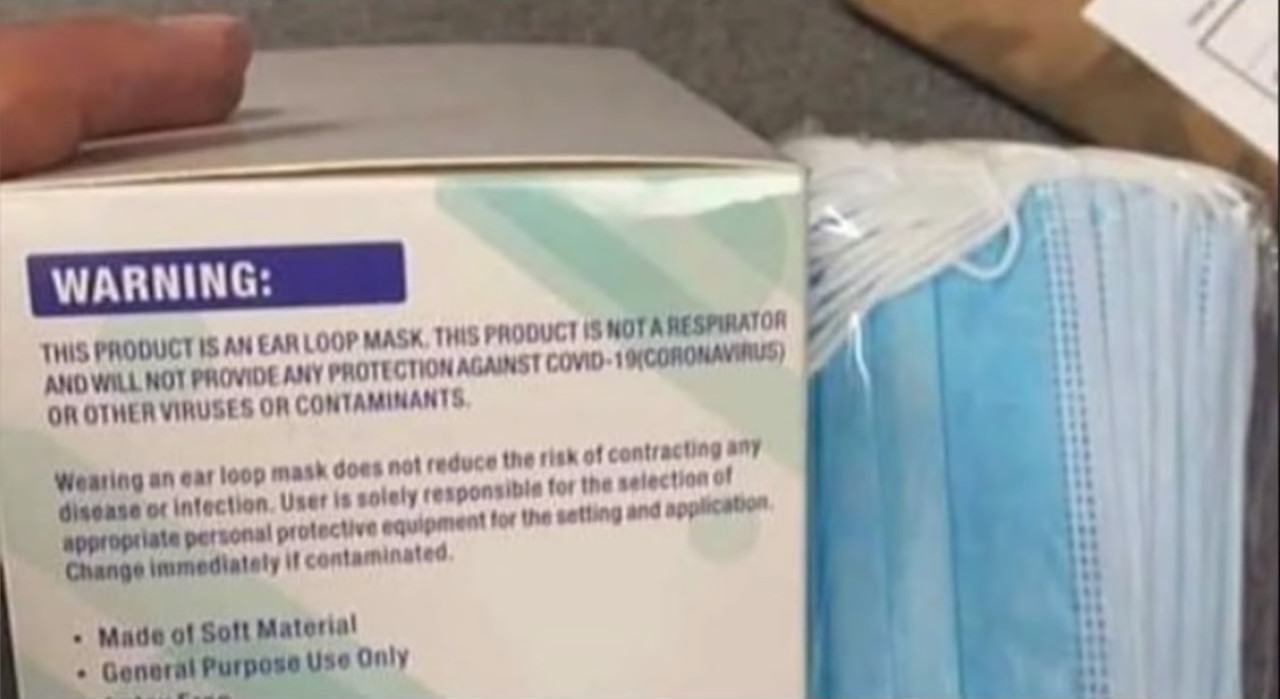 WARNING:
THIS PRODUCT IS AN EAR LOOP MASK. THIS PRODUCT IS NOT A RESPIRATOR
AND WILL NOT PROVIDE ANY PROTECTION AGAINST COVID-19(CORONAVIRUS)
OR OTHER VIRUSES OR CONTAMINANTS.
Wearing an ear loop mask does not reduce the risk of contracting any
disease or infection. User is solely responsible for the selection of
appropriate personal protective equipment for the setting and application.
Change immediately if contaminated.
• Made of Soft Material
• General Purpose Use Only